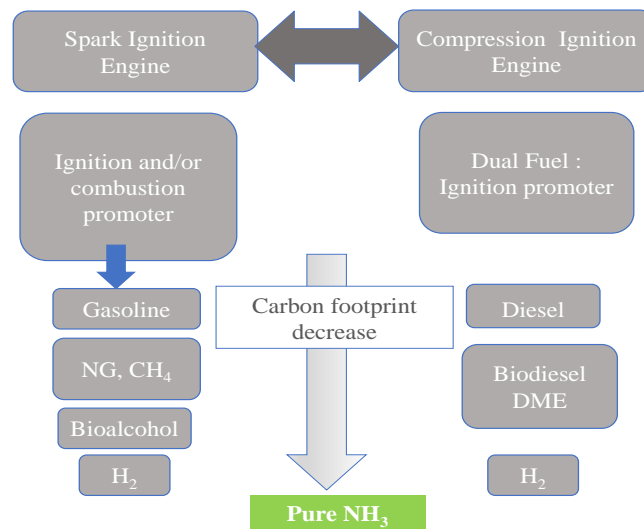 Spark Ignition
Engine
Compression Ignition
Engine
Ignition and/or
combustion
promoter
Dual Fuel :
Ignition promoter
Gasoline
Carbon footprint
decrease
Diesel
NG, CH₄
Biodiesel
DME
Bioalcohol
H₂
H₂
Pure NH₃